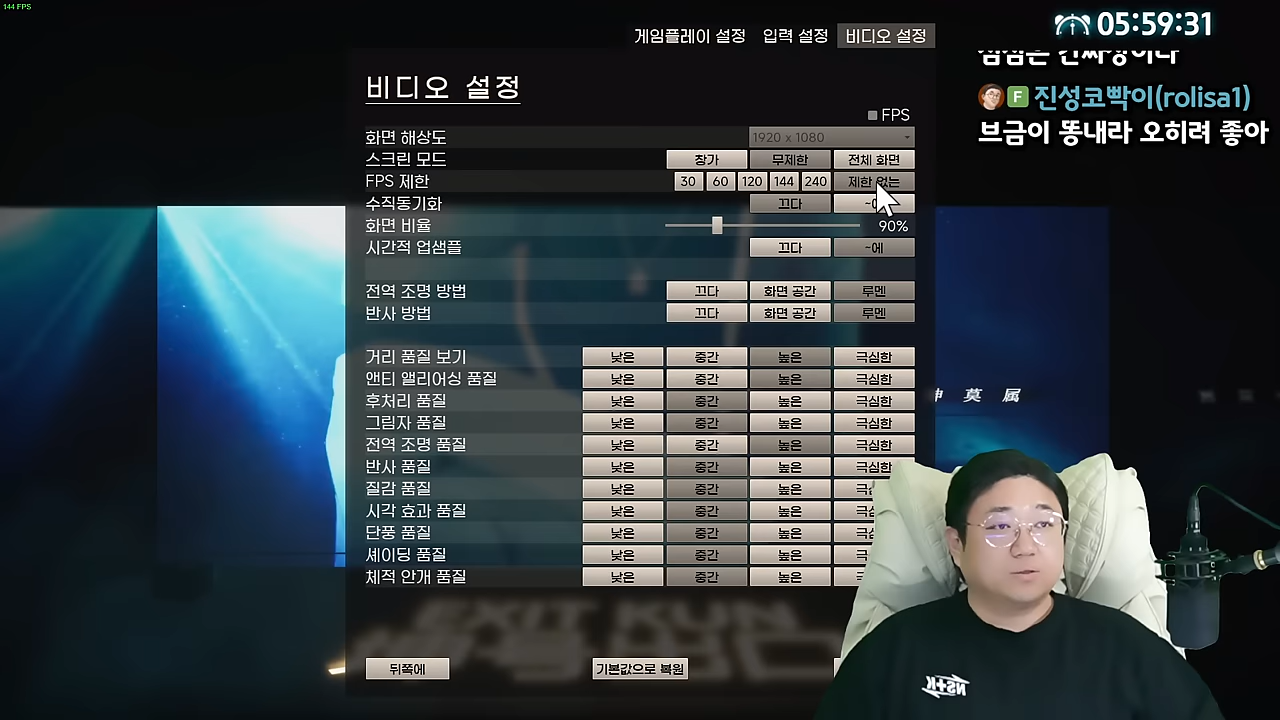 144 FPS
게임플레이 설정 입력 설정 비디오 설정
05:59:31
진성코빡이(rolisa1)
브금이 똥내라 오히려 좋아
비디오 설정
FPS
화면 해상도 1920 x 1080
스크린 모드 창가 무제한 전체 화면
FPS 제한 30 60 120 144 240 제한 없는
수직동기화 끄다
화면 비율 90%
시간적 업샘플 끄다 ~에
전역 조명 방법 끄다 화면 공간 루멘
반사 방법 끄다 화면 공간 루멘
거리 품질 보기 낮은 중간 높은 극심한
앤티 앨리어싱 품질 낮은 중간 높은 극심한
후처리 품질 낮은 중간 높은 극심한
그림자 품질 낮은 중간 높은 극심한
전역 조명 품질 낮은 중간 높은 극심한
반사 품질 낮은 중간 높은 극심한
질감 품질 낮은 중간 높은
시각 효과 품질 낮은 중간 높은
단풍 품질 낮은 중간 높은
셰이딩 품질 낮은 중간 높은
체적 안개 품질 낮은 중간 높은
莫 属
EXIT KUN
뒤쪽에 기본값으로 복원
NS+K